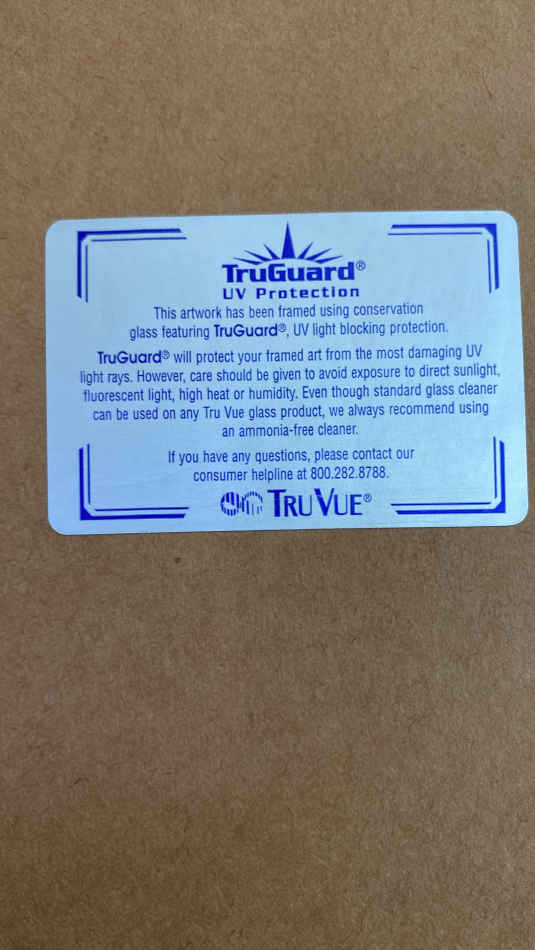 TruGuard®
UV Protection
This artwork has been framed using conservation
glass featuring TruGuard®, UV light blocking protection.
TruGuard® will protect your framed art from the most damaging UV
light rays. However, care should be given to avoid exposure to direct sunlight,
fluorescent light, high heat or humidity. Even though standard glass cleaner
can be used on any Tru Vue glass product, we always recommend using
an ammonia-free cleaner.
If you have any questions, please contact our
consumer helpline at 800.282.8788.
TRU VUE®